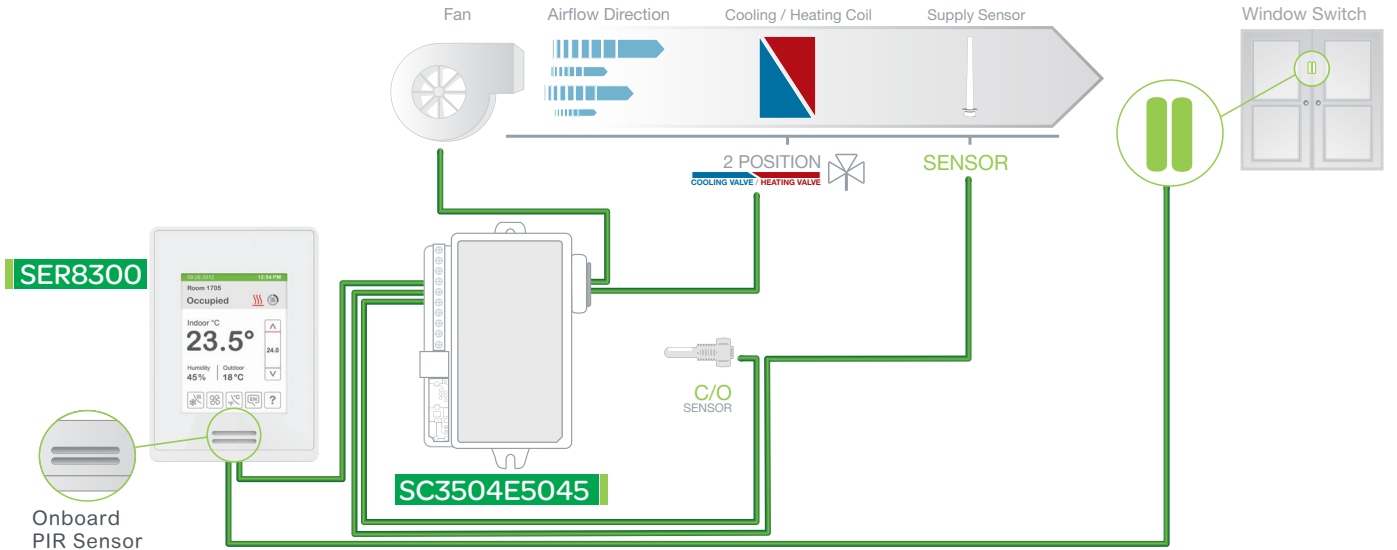 Fan
Airflow Direction
Cooling / Heating Coil
Supply Sensor
Window Switch
2 POSITION
COOLING VALVE / HEATING VALVE
SENSOR
SER8300
09.26.2012 12:04 PM
Room 1705
Occupied
Indoor °C
23.5°
24.0
Humidity
45%
Outdoor
18°C
?
C/O
SENSOR
SC3504E5045
Onboard
PIR Sensor